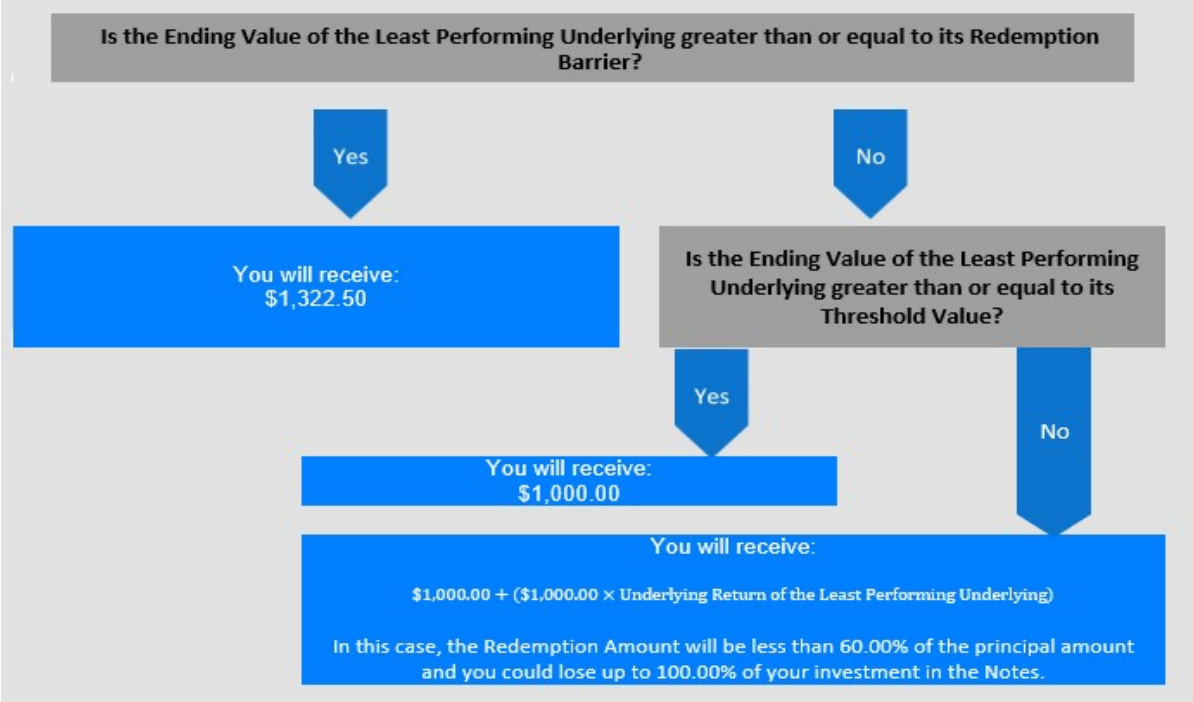 Is the Ending Value of the Least Performing Underlying greater than or equal to its Redemption
Barrier?
Yes
No
You will receive:
$1,322.50
Is the Ending Value of the Least Performing
Underlying greater than or equal to its
Threshold Value?
Yes
No
You will receive:
$1,000.00
You will receive:
$1,000.00 + ($1,000.00 × Underlying Return of the Least Performing Underlying)
In this case, the Redemption Amount will be less than 60.00% of the principal amount
and you could lose up to 100.00% of your investment in the Notes.